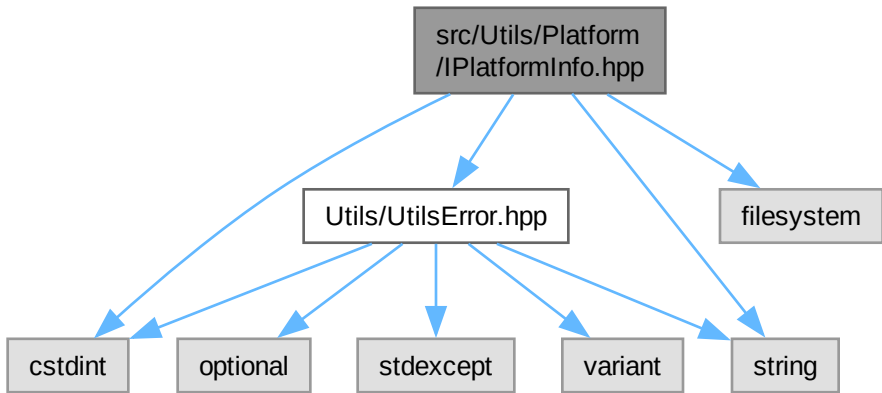 src/Utils/Platform
/IPlatformInfo.hpp
Utils/UtilsError.hpp
filesystem
cstdint
optional
stdexcept
variant
string